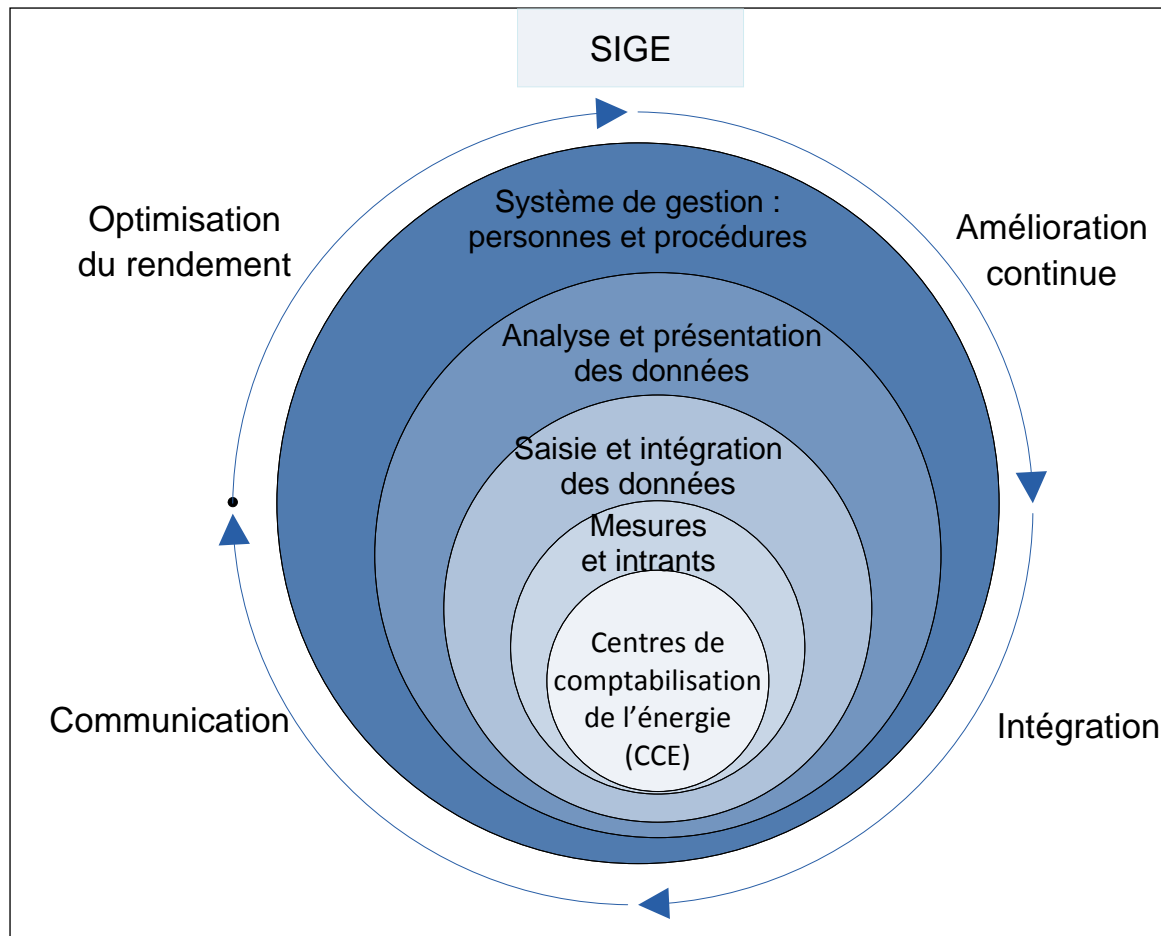 SIGE
Optimisation
du rendement
Système de gestion :
personnes et procédures
Amélioration
continue
Analyse et présentation
des données
Saisie et intégration
des données
Mesures
et intrants
Centres de
comptabilisation
de l’énergie
(CCE)
Communication
Intégration